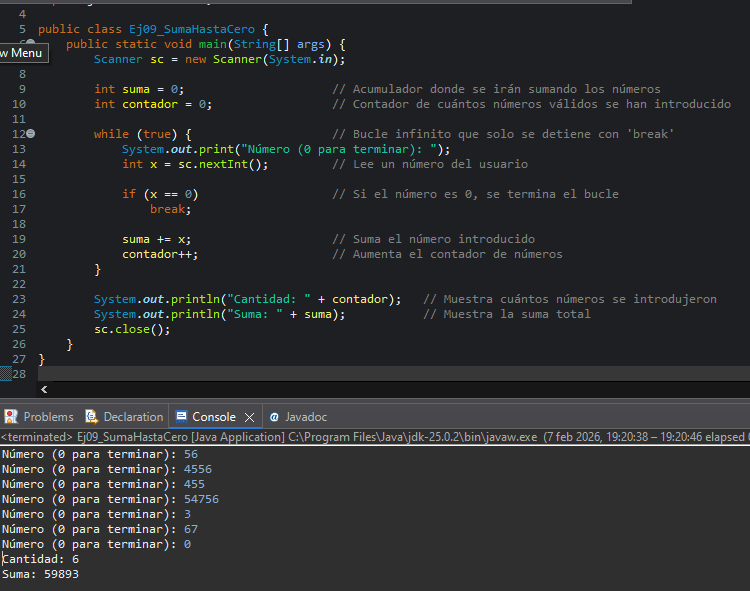 4
5 public class Ej09_SumaHastaCero {
public static void main(String[] args) {
w Menu
7 Scanner sc = new Scanner(System.in);
8
9 int suma = 0; // Acumulador donde se irán sumando los números
10 int contador = 0; // Contador de cuántos números válidos se han introducido
11
12 while (true) { // Bucle infinito que solo se detiene con 'break'
13 System.out.print("Número (0 para terminar): ");
14 int x = sc.nextInt(); // Lee un número del usuario
15
16 if (x == 0) // Si el número es 0, se termina el bucle
17 break;
18
19 suma += x; // Suma el número introducido
20 contador++; // Aumenta el contador de números
21 }
22
23 System.out.println("Cantidad: " + contador); // Muestra cuántos números se introdujeron
24 System.out.println("Suma: " + suma); // Muestra la suma total
25 sc.close();
26 }
27 }
28
Problems Declaration Console Javadoc
<terminated> Ej09_SumaHastaCero [Java Application] C:\Program Files\Java\jdk-25.0.2\bin\javaw.exe (7 feb 2026, 19:20:38 – 19:20:46 elapsed
Número (0 para terminar): 56
Número (0 para terminar): 4556
Número (0 para terminar): 455
Número (0 para terminar): 54756
Número (0 para terminar): 3
Número (0 para terminar): 67
Número (0 para terminar): 0
Cantidad: 6
Suma: 59893